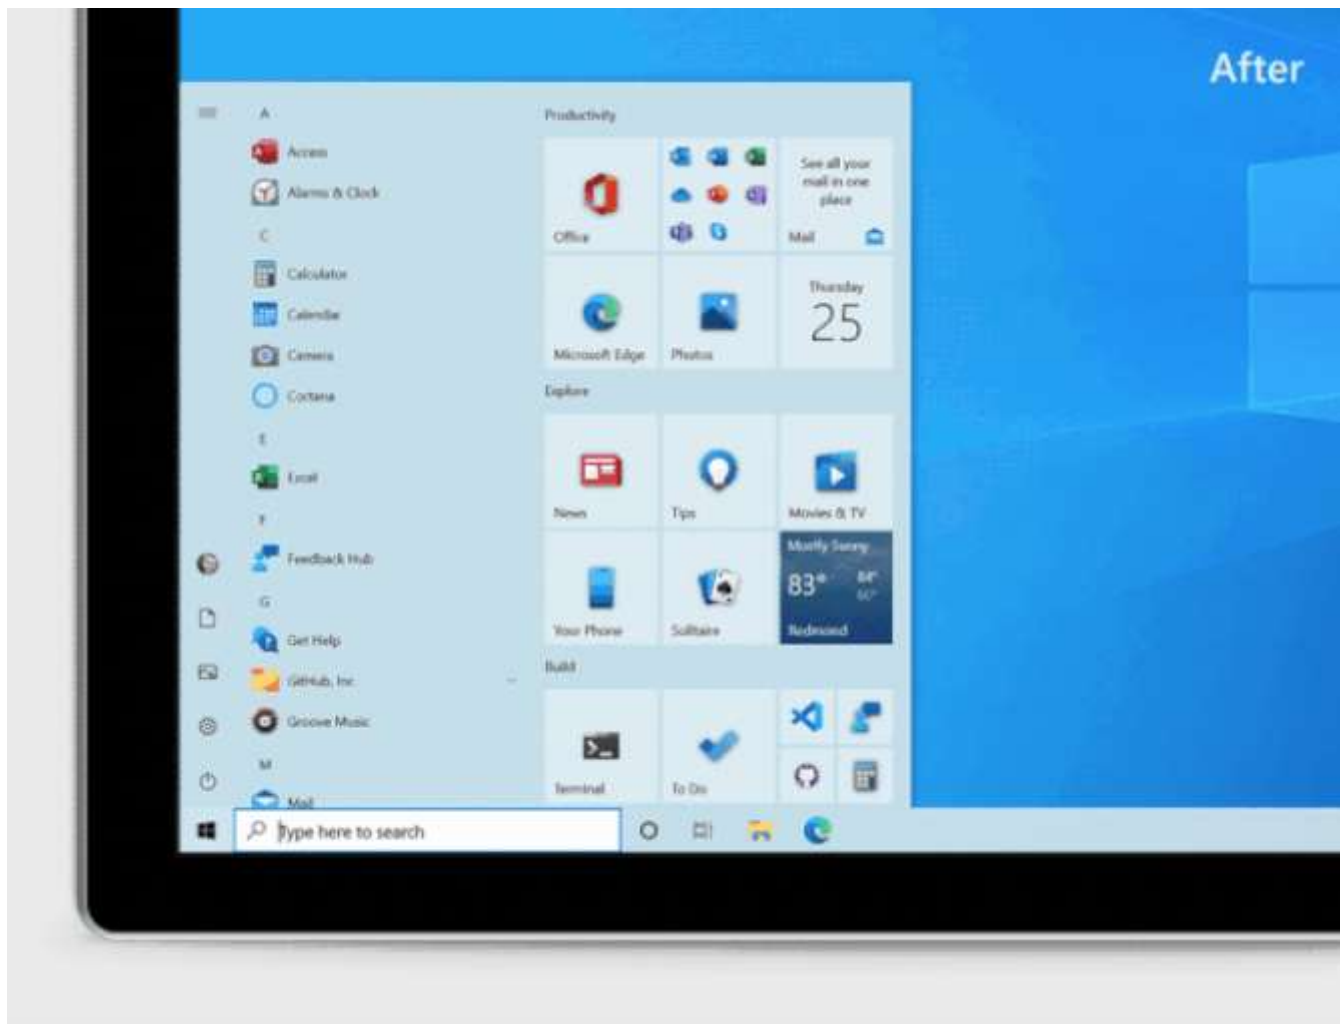 After
A
Access
Alarms & Clock
C
Calculator
Calendar
Camera
Cortana
E
Excel
F
Feedback Hub
G
Get Help
GitHub, Inc
Groove Music
M
Mail
Productivity
Office
See all your
mail in one
place
Mail
Microsoft Edge
Photos
Thursday
25
Explore
News
Tips
Movies & TV
Your Phone
Solitaire
Mostly Sunny
83°
84°
60°
Redmond
Build
Terminal
To Do
Type here to search